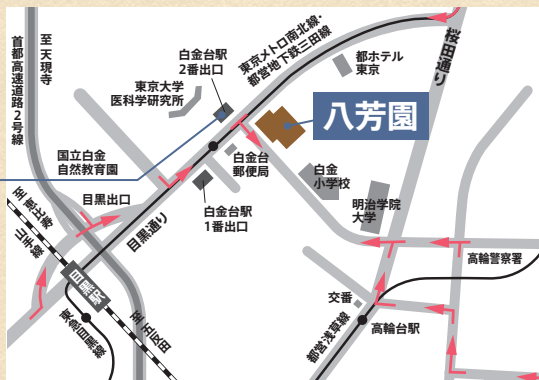 至 天現寺
首都高速道路2号線
白金台駅
2番出口
東京メトロ南北線・
都営地下鉄三田線
都ホテル
東京
桜田通り
東京大学
医科学研究所
八芳園
国立白金
自然教育園
白金台
郵便局
白金
小学校
目黒出口
白金台駅
1番出口
明治学院
大学
至 恵比寿
山手線
目黒通り
高輪警察署
目黒駅
交番
東急目黒線
至 五反田
都営浅草線
高輪台駅